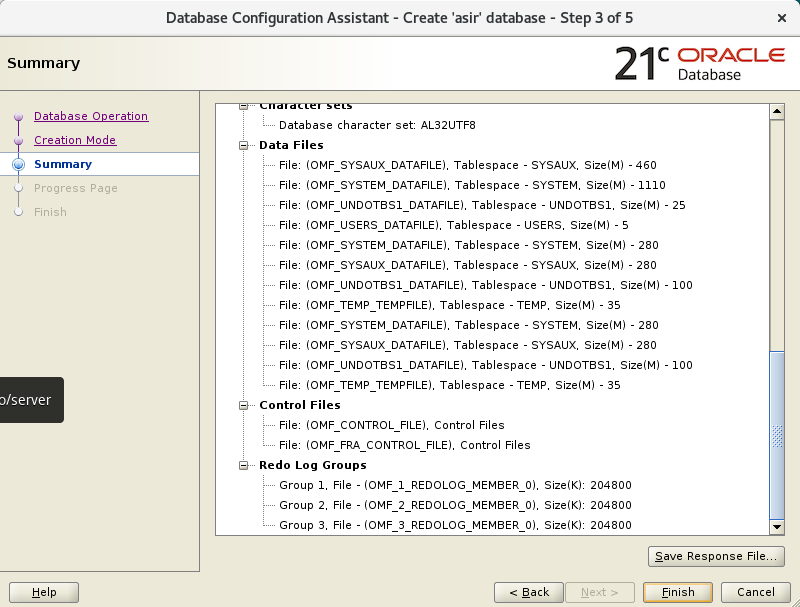 Database Configuration Assistant - Create 'asir' database - Step 3 of 5
Summary
21c ORACLE
Database
Database Operation
Creation Mode
Summary
Progress Page
Finish
o/server
Character sets
Database character set: AL32UTF8
Data Files
File: (OMF_SYSAUX_DATAFILE), Tablespace - SYSAUX, Size(M) - 460
File: (OMF_SYSTEM_DATAFILE), Tablespace - SYSTEM, Size(M) - 1110
File: (OMF_UNDOTBS1_DATAFILE), Tablespace - UNDOTBS1, Size(M) - 25
File: (OMF_USERS_DATAFILE), Tablespace - USERS, Size(M) - 5
File: (OMF_SYSTEM_DATAFILE), Tablespace - SYSTEM, Size(M) - 280
File: (OMF_SYSAUX_DATAFILE), Tablespace - SYSAUX, Size(M) - 280
File: (OMF_UNDOTBS1_DATAFILE), Tablespace - UNDOTBS1, Size(M) - 100
File: (OMF_TEMP_TEMPFILE), Tablespace - TEMP, Size(M) - 35
File: (OMF_SYSTEM_DATAFILE), Tablespace - SYSTEM, Size(M) - 280
File: (OMF_SYSAUX_DATAFILE), Tablespace - SYSAUX, Size(M) - 280
File: (OMF_UNDOTBS1_DATAFILE), Tablespace - UNDOTBS1, Size(M) - 100
File: (OMF_TEMP_TEMPFILE), Tablespace - TEMP, Size(M) - 35
Control Files
File: (OMF_CONTROL_FILE), Control Files
File: (OMF_FRA_CONTROL_FILE), Control Files
Redo Log Groups
Group 1, File - (OMF_1_REDOLOG_MEMBER_0), Size(K): 204800
Group 2, File - (OMF_2_REDOLOG_MEMBER_0), Size(K): 204800
Group 3, File - (OMF_3_REDOLOG_MEMBER_0), Size(K): 204800
Save Response File...
Help
< Back
Next >
Finish
Cancel